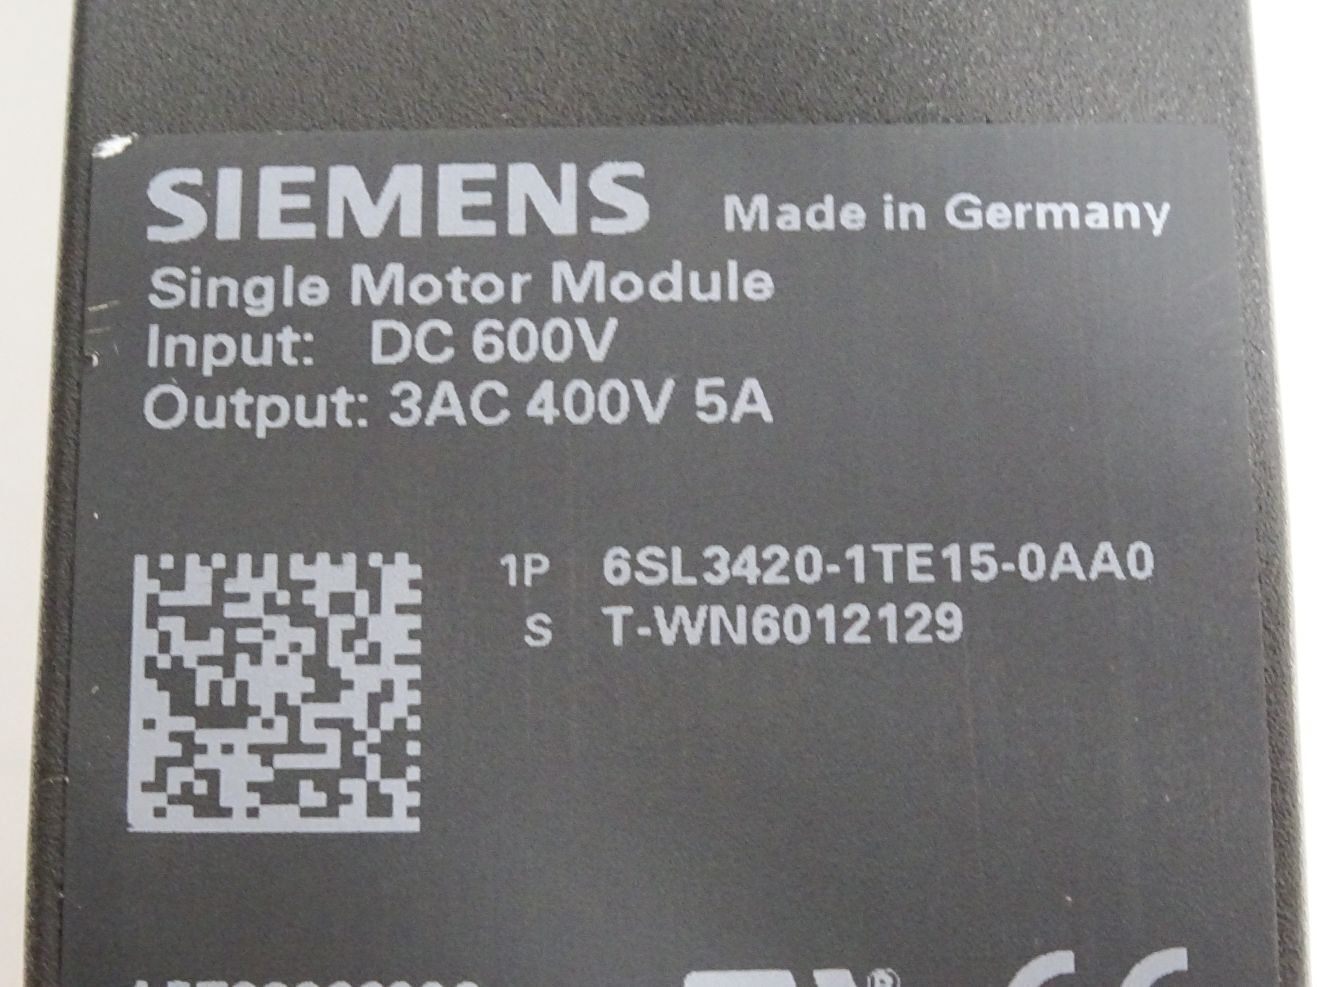 SIEMENS Made in Germany
Single Motor Module
Input: DC 600V
Output: 3AC 400V 5A
1P 6SL3420-1TE15-0AA0
S T-WN6012129